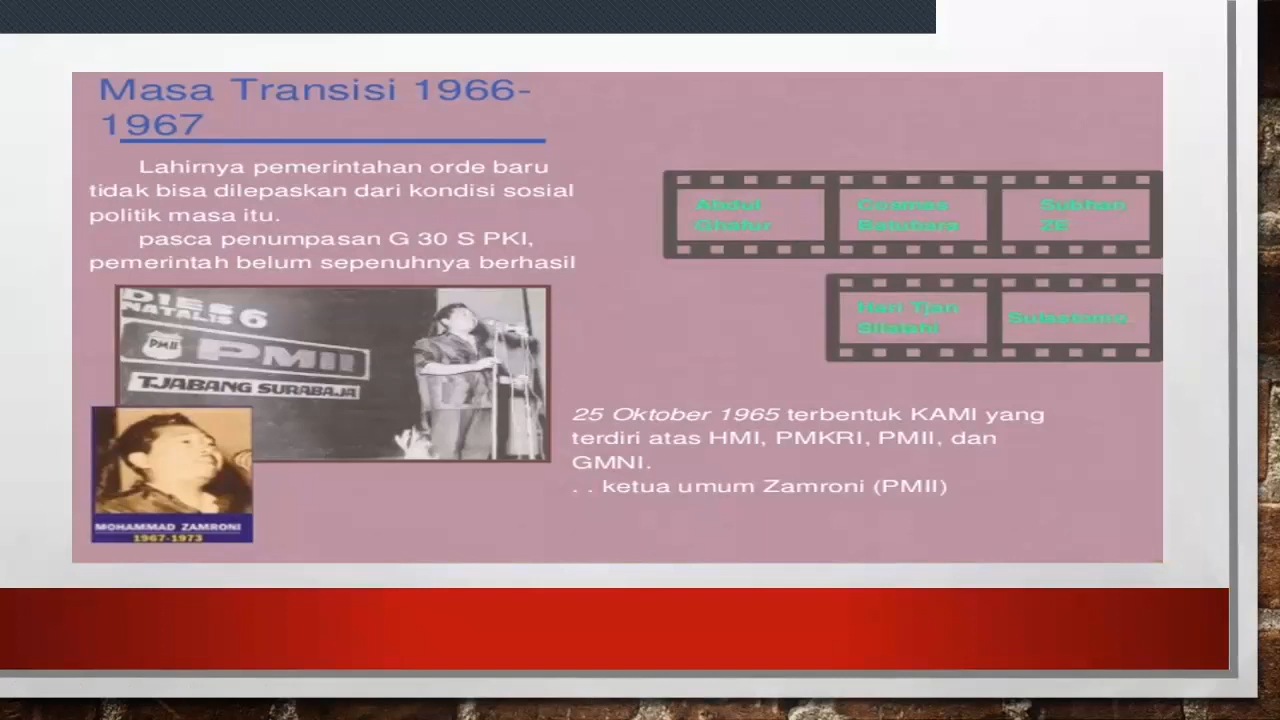 Masa Transisi 1966-
1967
Lahirnya pemerintahan orde baru
tidak bisa dilepaskan dari kondisi sosial
politik masa itu.
pasca penumpasan G 30 S PKI,
pemerintah belum sepenuhnya berhasil
DIES
NATALIS 6
PMII
PMII
TJABANG SURABAJA
MOHAMMAD ZAMRONI
1967-1973
Abdul
Ghafur
Cosmas
Batubara
Subhan
ZE
Hari Tjan
Silalahi
Sulastomo
25 Oktober 1965 terbentuk KAMI yang
terdiri atas HMI, PMKRI, PMII, dan
GMNI.
. . ketua umum Zamroni (PMII)